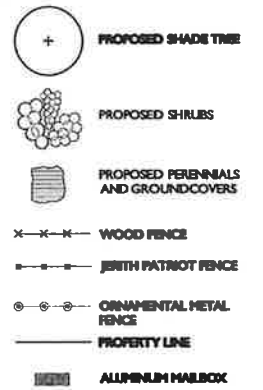 PROPOSED SHADE TREE
PROPOSED SHRUBS
PROPOSED PERENNIALS
AND GROUNDCOVERS
WOOD FENCE
JERITH PATRIOT FENCE
ORNAMENTAL METAL
FENCE
PROPERTY LINE
ALUMINUM MAILBOX